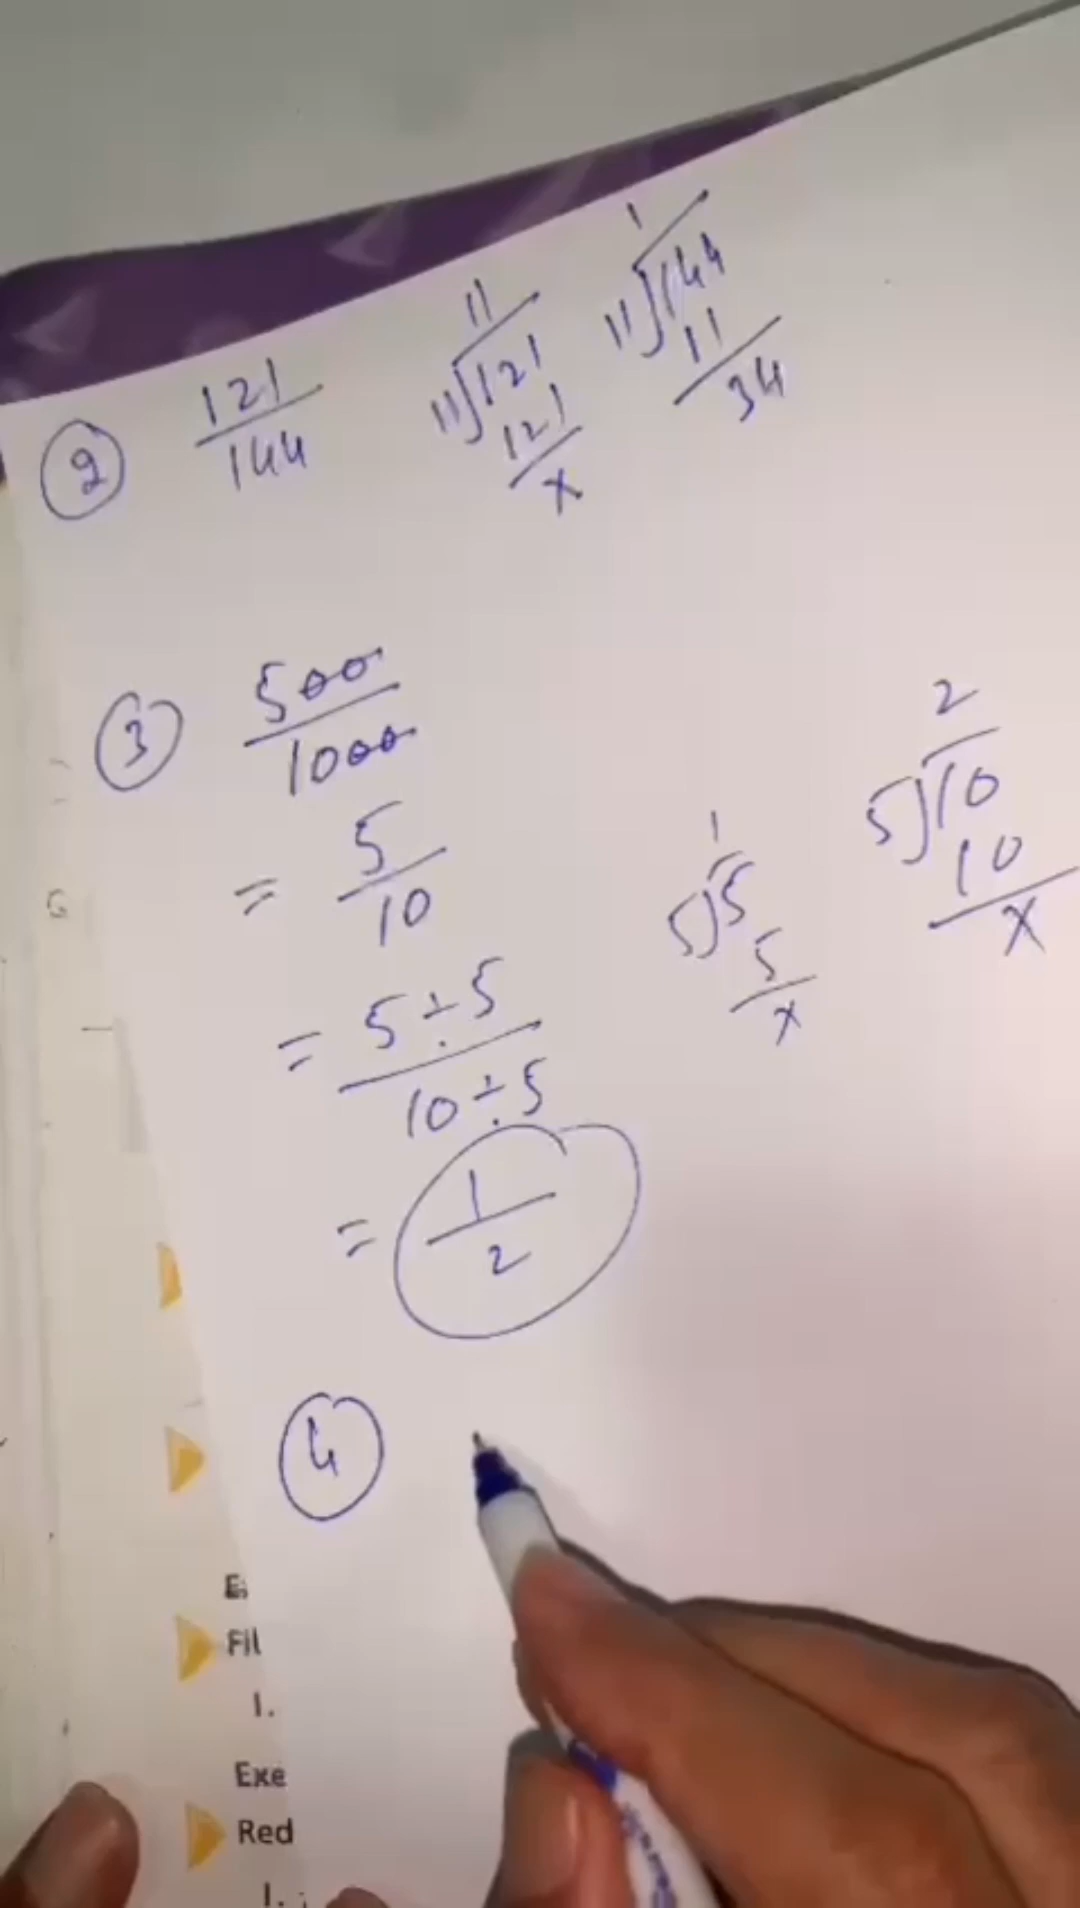 ② 121/144
11)121(11
121
x
11)144(1
11
34
③ 500/1000
= 5/10
= 5÷5/10÷5
= 1/2
5)5(1
5
x
5)10(2
10
x
④
Fil
1.
Exe
Red
1.